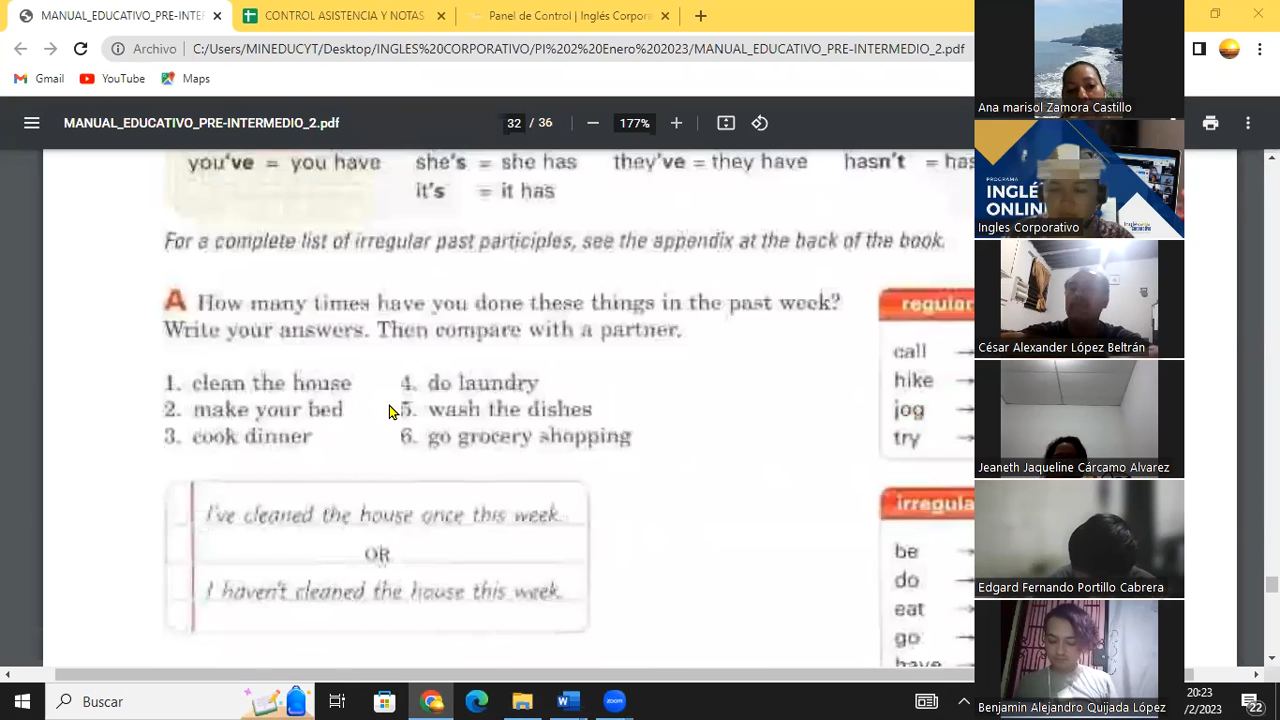 MANUAL_EDUCATIVO_PRE-INTER
CONTROL ASISTENCIA Y NOTAS
Panel de Control | Inglés Corpor
Archivo
C:/Users/MINEDUCYT/Desktop/INGLES%20CORPORATIVO/PI%202%20Enero%202023/MANUAL_EDUCATIVO_PRE-INTERMEDIO_2.pdf
Gmail
YouTube
Maps
MANUAL_EDUCATIVO_PRE-INTERMEDIO_2.pdf
32 / 36
177%
you've = you have she's = she has they've = they have hasn't = has
it's = it has
For a complete list of irregular past participles, see the appendix at the back of the book.
A How many times have you done these things in the past week?
Write your answers. Then compare with a partner.
1. clean the house 4. do laundry
2. make your bed 5. wash the dishes
3. cook dinner 6. go grocery shopping
I've cleaned the house once this week.
OR
I haven't cleaned the house this week.
regular
call →
hike →
jog →
try →
irregula
be →
do →
eat →
go →
have
Ana marisol Zamora Castillo
PROGRAMA
INGLÉ
ONLIN
Ingles Corporativo
César Alexander López Beltrán
Jeaneth Jaqueline Cárcamo Alvarez
Edgard Fernando Portillo Cabrera
Benjamin Alejandro Quijada López
Buscar
20:23
/2/2023
22